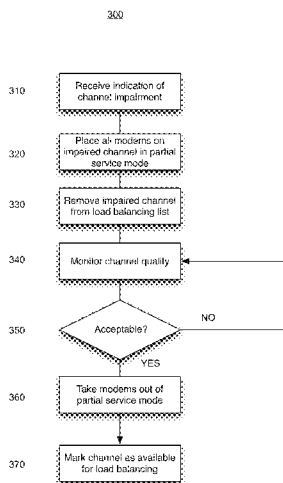 300
310
Receive indication of
channel impairment
320
Place all modems on
impaired channel in partial
service mode
330
Remove impaired channel
from load balancing list
340
Monitor channel quality
350
Acceptable?
NO
YES
360
Take modems out of
partial service mode
370
Mark channel as available
for load balancing